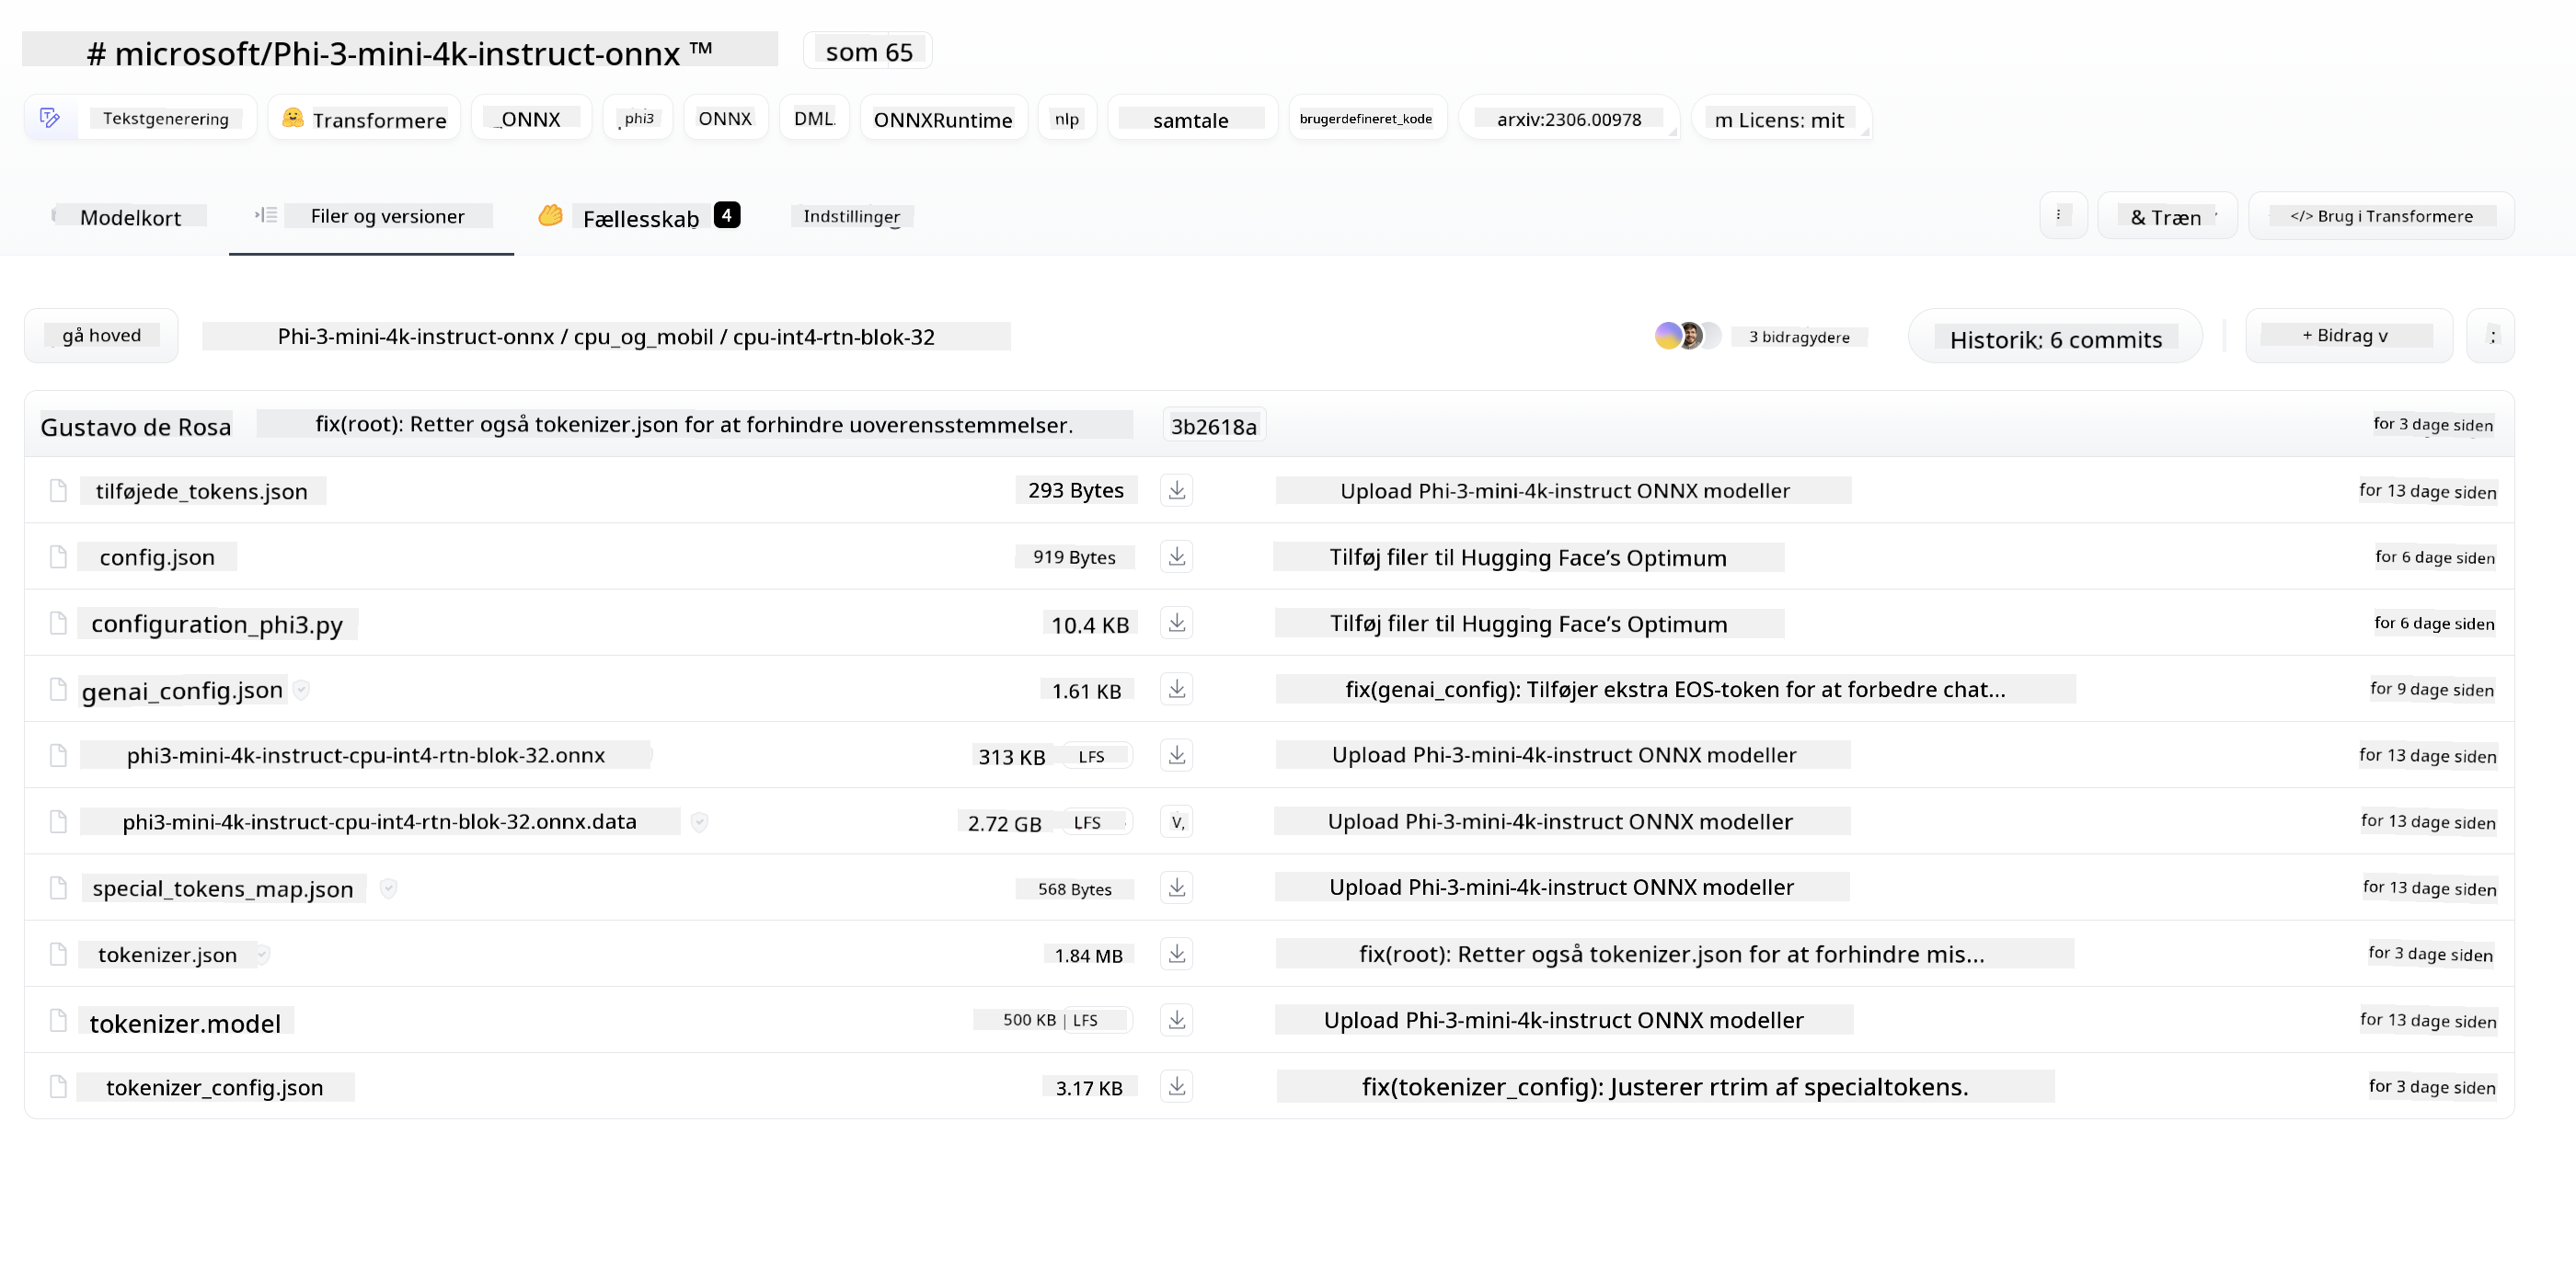 # microsoft/Phi-3-mini-4k-instruct-onnx ™ som 65
Tekstgenerering Transformere _ONNX phi3 ONNX DML ONNXRuntime nlp samtale brugerdefineret_kode arxiv:2306.00978 m Licens: mit
Modelkort Filer og versioner Fællesskab 4 Indstillinger & Træn </> Brug i Transformere
gå hoved Phi-3-mini-4k-instruct-onnx / cpu_og_mobil / cpu-int4-rtn-blok-32 3 bidragydere Historik: 6 commits + Bidrag v ;
Gustavo de Rosa fix(root): Retter også tokenizer.json for at forhindre uoverensstemmelser. 3b2618a for 3 dage siden
tilføjede_tokens.json 293 Bytes Upload Phi-3-mini-4k-instruct ONNX modeller for 13 dage siden
config.json 919 Bytes Tilføj filer til Hugging Face’s Optimum for 6 dage siden
configuration_phi3.py 10.4 KB Tilføj filer til Hugging Face’s Optimum for 6 dage siden
genai_config.json 1.61 KB fix(genai_config): Tilføjer ekstra EOS-token for at forbedre chat... for 9 dage siden
phi3-mini-4k-instruct-cpu-int4-rtn-blok-32.onnx 313 KB LFS Upload Phi-3-mini-4k-instruct ONNX modeller for 13 dage siden
phi3-mini-4k-instruct-cpu-int4-rtn-blok-32.onnx.data 2.72 GB LFS V, Upload Phi-3-mini-4k-instruct ONNX modeller for 13 dage siden
special_tokens_map.json 568 Bytes Upload Phi-3-mini-4k-instruct ONNX modeller for 13 dage siden
tokenizer.json 1.84 MB fix(root): Retter også tokenizer.json for at forhindre mis... for 3 dage siden
tokenizer.model 500 KB | LFS Upload Phi-3-mini-4k-instruct ONNX modeller for 13 dage siden
tokenizer_config.json 3.17 KB fix(tokenizer_config): Justerer rtrim af specialtokens. for 3 dage siden